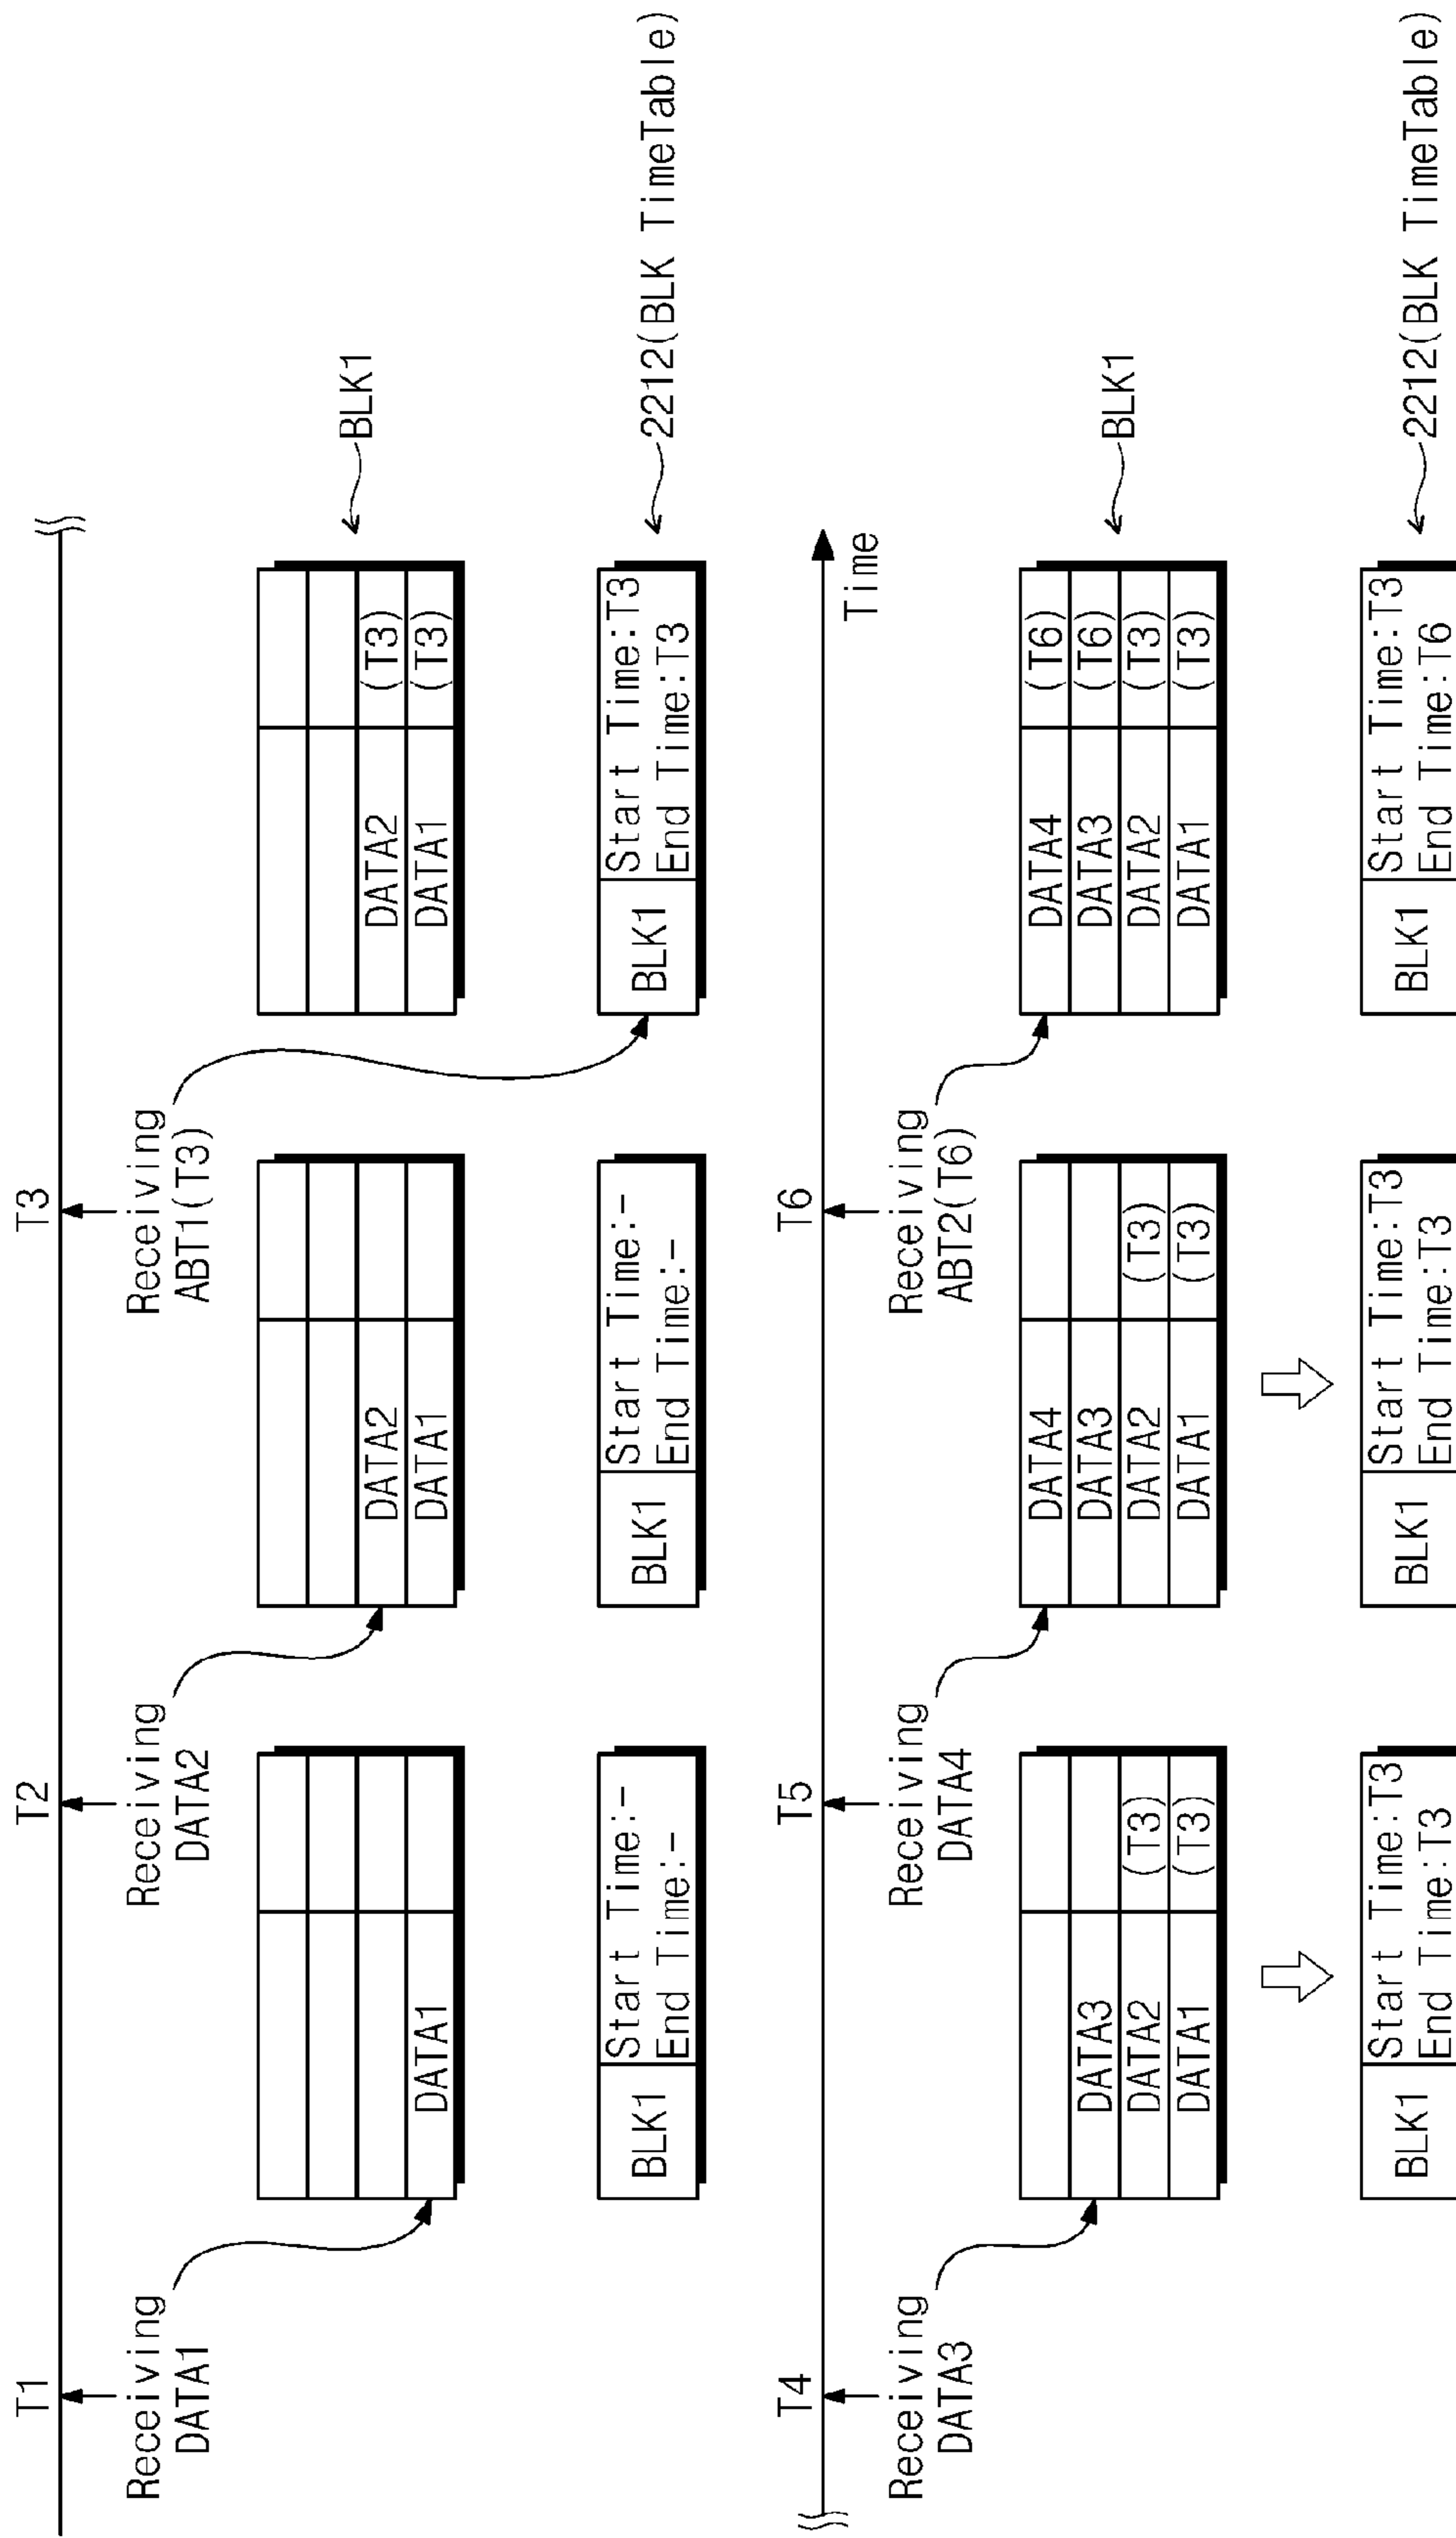 T1
T2
T3
Receiving
DATA1
Receiving
DATA2
Receiving
ABT1(T3)
DATA1
DATA2
DATA1
DATA2 (T3)
DATA1 (T3)
BLK1
BLK1 Start Time:-
End Time:-
BLK1 Start Time:-
End Time:-
BLK1 Start Time:T3
End Time:T3
2212(BLK TimeTable)
T4
T5
T6
Time
Receiving
DATA3
Receiving
DATA4
Receiving
ABT2(T6)
DATA3
DATA2 (T3)
DATA1 (T3)
DATA4
DATA3
DATA2 (T3)
DATA1 (T3)
DATA4 (T6)
DATA3 (T6)
DATA2 (T3)
DATA1 (T3)
BLK1
BLK1 Start Time:T3
End Time:T3
BLK1 Start Time:T3
End Time:T3
BLK1 Start Time:T3
End Time:T6
2212(BLK TimeTable)